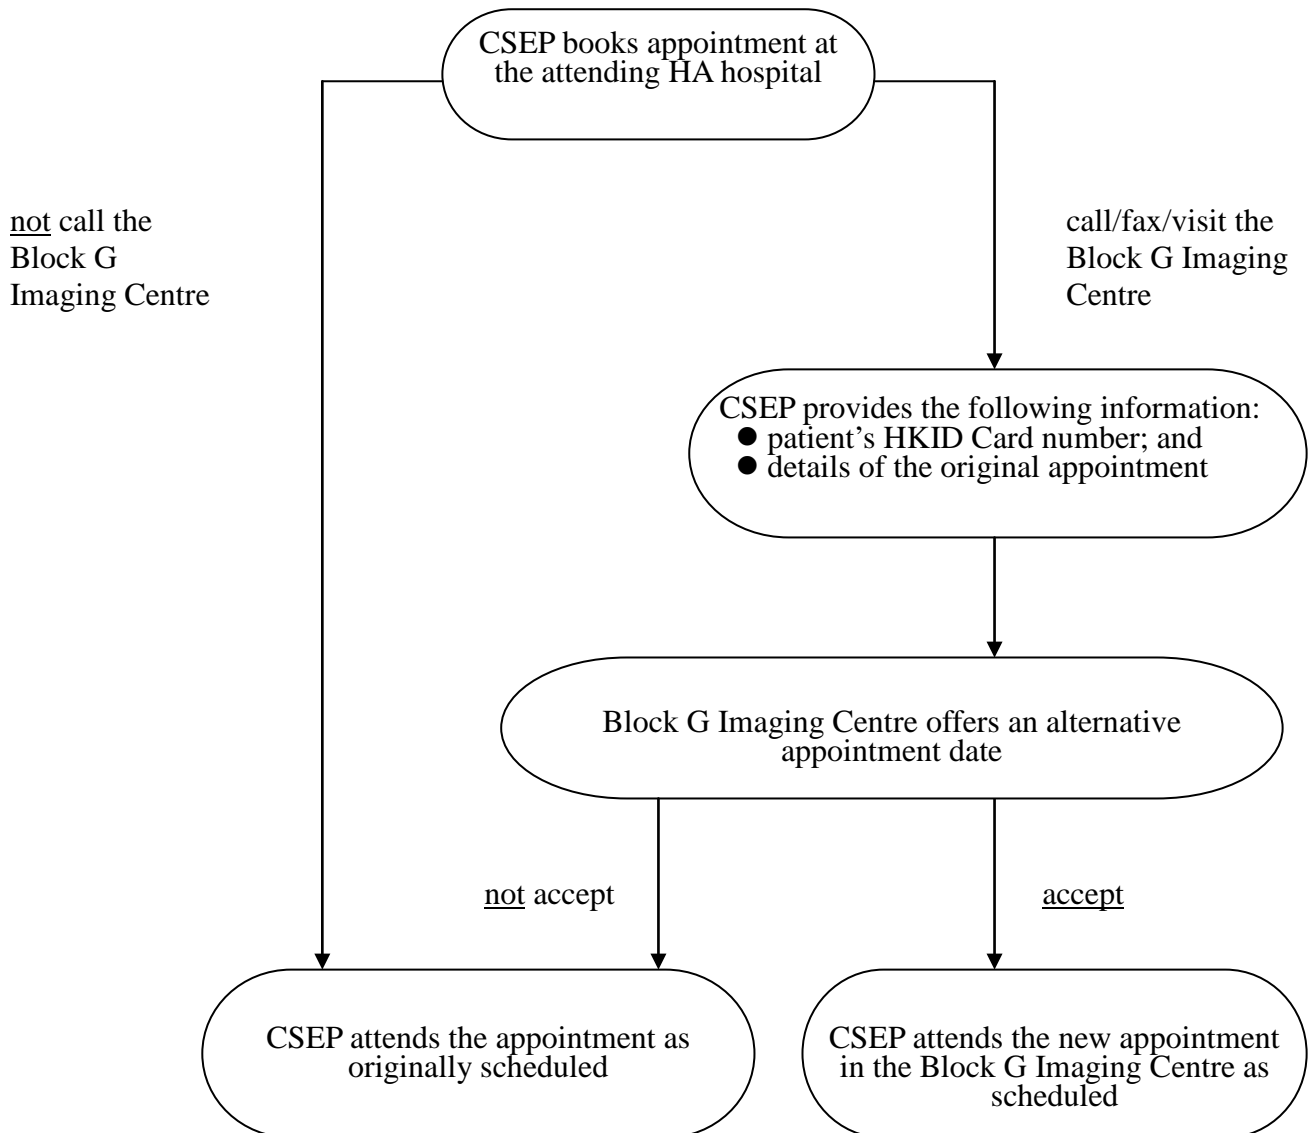 CSEP books appointment at
the attending HA hospital
not call the
Block G
Imaging Centre
call/fax/visit the
Block G Imaging
Centre
CSEP provides the following information:
● patient's HKID Card number; and
● details of the original appointment
Block G Imaging Centre offers an alternative
appointment date
not accept
accept
CSEP attends the appointment as
originally scheduled
CSEP attends the new appointment
in the Block G Imaging Centre as
scheduled